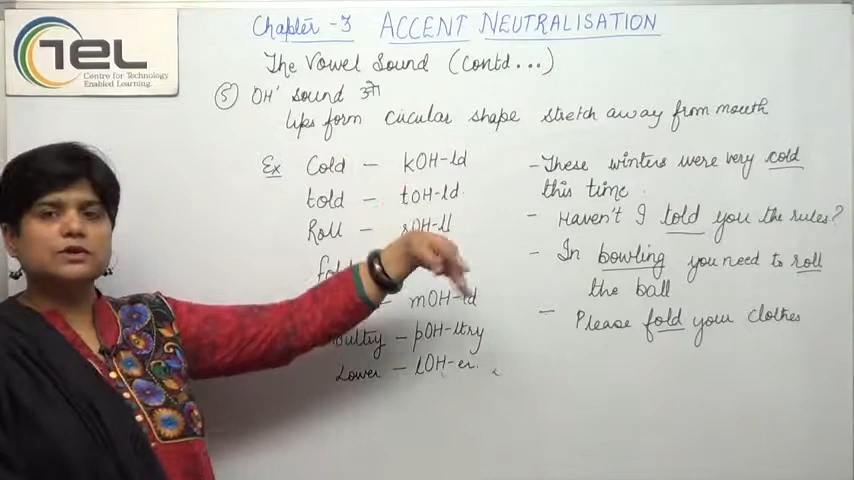 TEL
Centre for Technology
Enabled Learning
Chapter - 3 ACCENT NEUTRALISATION
The Vowel Sound (contd...)
⑤ 'OH' sound ओ
lips form circular shape stretch away from mouth
Ex Cold - kOH-ld
told - tOH-ld
Roll - rOH-ll
mOH-ld
- pOH-ltry
Lower - lOH-er.
- These winters were very cold
this time.
- Haven't I told you the rules?
- In bowling you need to roll
the ball
- Please fold your clothes